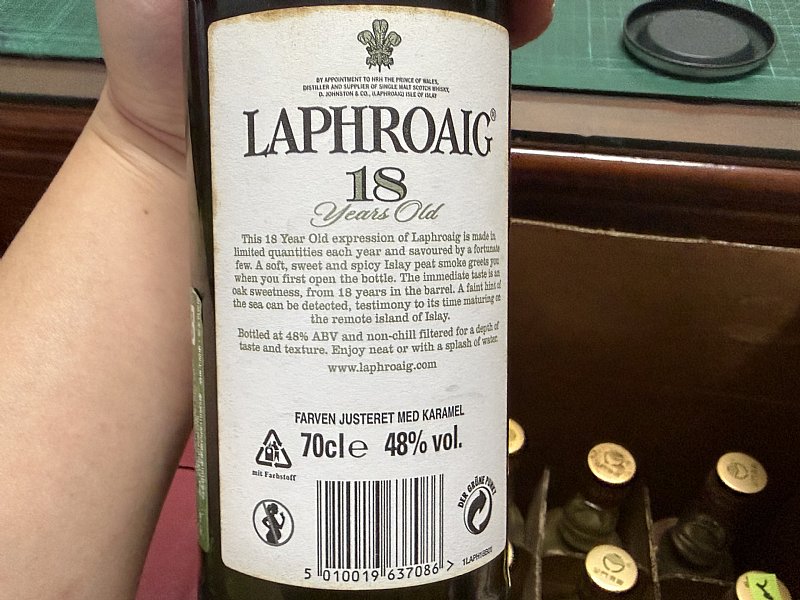 BY APPOINTMENT TO HRH THE PRINCE OF WALES,
DISTILLER AND SUPPLIER OF SINGLE MALT SCOTCH WHISKY,
D. JOHNSTON & CO., (LAPHROAIG) ISLE OF ISLAY
LAPHROAIG®
18
Years Old
This 18 Year Old expression of Laphroaig is made in
limited quantities each year and savoured by a fortunate
few. A soft, sweet and spicy Islay peat smoke greets you
when you first open the bottle. The immediate taste is an
oak sweetness, from 18 years in the barrel. A faint hint of
the sea can be detected, testimony to its time maturing on
the remote island of Islay.
Bottled at 48% ABV and non-chill filtered for a depth of
taste and texture. Enjoy neat or with a splash of water.
www.laphroaig.com
FARVEN JUSTERET MED KARAMEL
70cl e 48% vol.
mit Farbstoff
DER GRÜNE PUNKT
5 010019 637086 >